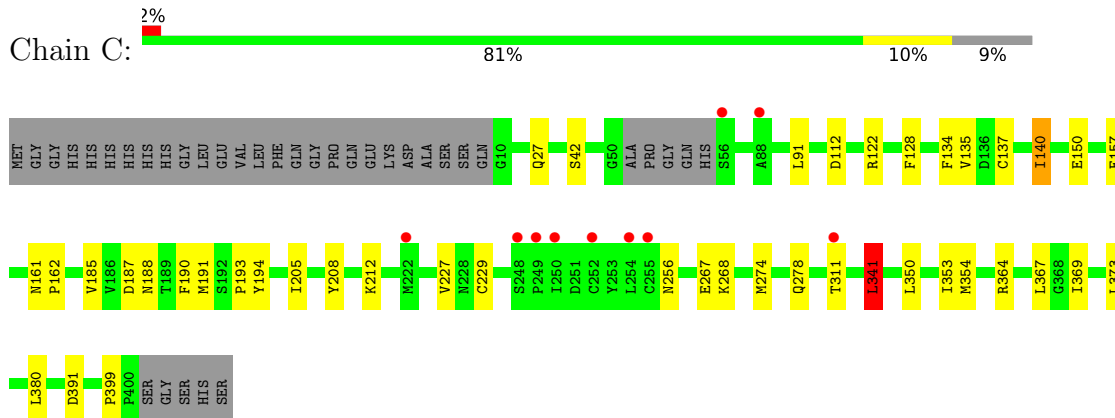 2%
Chain C:
81% 10% 9%
MET GLY GLY HIS HIS HIS HIS HIS HIS GLY LEU GLU VAL LEU PHE GLN GLY PRO GLN GLU LYS ASP ALA SER SER GLN G10 Q27 S42 G50 ALA PRO GLY GLN HIS S56 A88 L91 D112 R122 F128 F134 V135 D136 C137 I140 E150
N161 P162 V185 V186 D187 N188 T189 F190 M191 S192 P193 Y194 I205 Y208 K212 M222 V227 N228 C229 S248 P249 I250 D251 C252 Y253 L254 C255 N256 E267 K268 M274 Q278 T311 L341 L350 I353 M354 R364 L367 G368 I369
L380 D391 P399 P400 SER GLY SER HIS SER